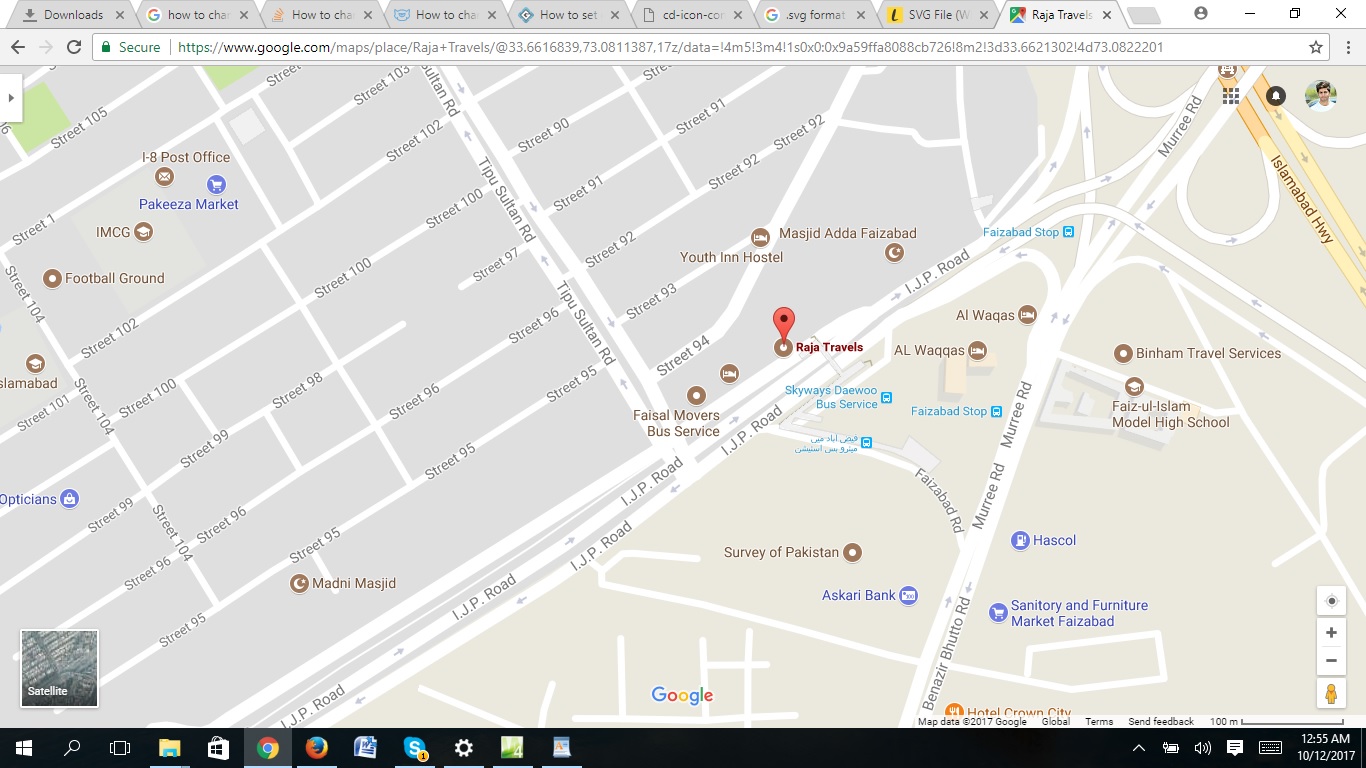 Downloads
how to chan
How to cha
How to cha
How to set
cd-icon-con
.svg format
SVG File (W
Raja Travels
Secure
https://www.google.com/maps/place/Raja+Travels/@33.6616839,73.0811387,17z/data=!4m5!3m4!1s0x0:0x9a59ffa808cb726!8m2!3d33.6621302!4d73.0822201
Street 103
Sultan Rd
Street 105
Street 102
Street 90
Street 91
Street 92
Murree Rd
I-8 Post Office
Pakeeza Market
Tipu Sultan Rd
Street 91
Street 92
Islamabad Hwy
Street 1
IMCG
Street 100
Street 92
Youth Inn Hostel
Masjid Adda Faizabad
Faizabad Stop
Football Ground
Street 97
Street 100
Street 93
I.J.P. Road
Street 104
Street 102
Street 96
Tipu Sultan Rd
Street 94
Raja Travels
Al Waqas
AL Waqqas
Binham Travel Services
slamabad
Street 101
Street 104
Street 100
Street 98
Street 96
Street 95
Faisal Movers
Bus Service
Skyways Daewoo
Bus Service
Faizabad Stop
Murree Rd
Faiz-ul-Islam
Model High School
I.J.P. Road
فیض آباد میں
میٹرو بس اسٹیشن
Street 99
Street 95
I.J.P. Road
Faizabad Rd
Murree Rd
Opticians
Street 99
Street 104
Street 96
Street 95
I.J.P. Road
Survey of Pakistan
Hascol
Street 96
Madni Masjid
I.J.P. Road
Askari Bank
Sanitory and Furniture
Market Faizabad
Street 95
Benazir Bhutto Rd
Satellite
I.J.P. Road
Google
Hotel Crown City
Map data ©2017 Google
Global
Terms
Send feedback
100 m
12:55 AM
10/12/2017